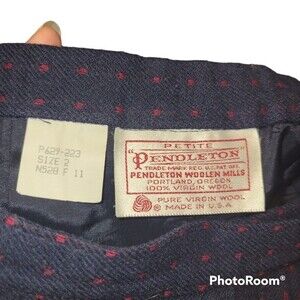 P629-223
SIZE 2
N528 F 11
PETITE
"PENDLETON"
TRADE MARK REG. U.S. PAT. OFF.
PENDLETON WOOLEN MILLS
PORTLAND, OREGON
100% VIRGIN WOOL
PURE VIRGIN WOOL
® MADE IN U.S.A.
PhotoRoom®